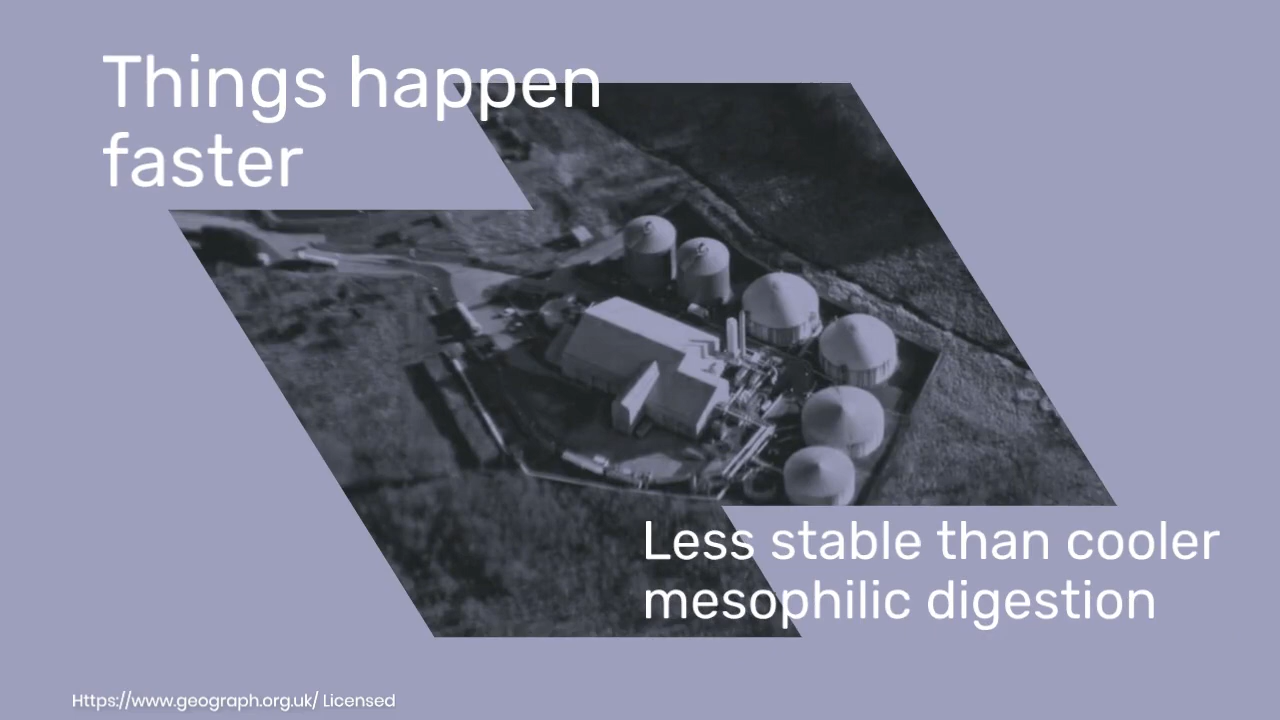 Things happen
faster
Less stable than cooler
mesophilic digestion
Https://www.geograph.org.uk/ Licensed